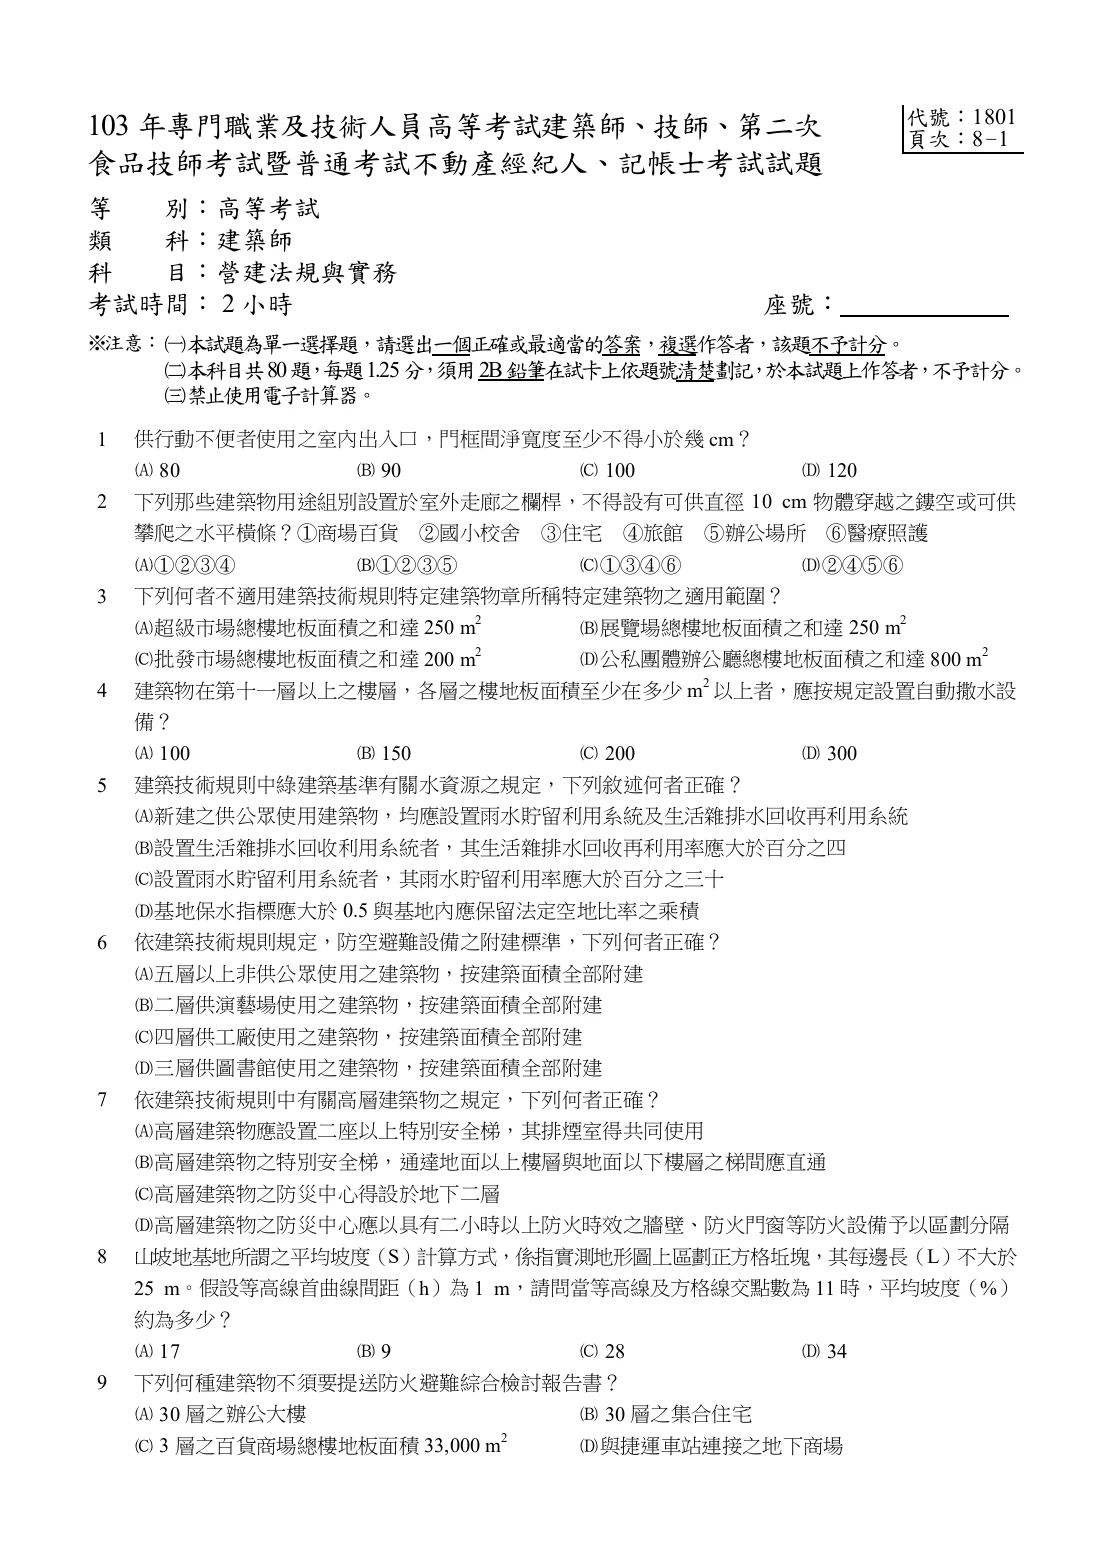 103 年專門職業及技術人員高等考試建築師、技師、第二次
食品技師考試暨普通考試不動產經紀人、記帳士考試試題
代號：1801
頁次：8－1
等　　別：高等考試
類　　科：建築師
科　　目：營建法規與實務
考試時間： 2 小時
座號：
※注意：㈠本試題為單一選擇題，請選出一個正確或最適當的答案，複選作答者，該題不予計分。
㈡本科目共 80 題，每題 1.25 分，須用 2B 鉛筆在試卡上依題號清楚劃記，於本試題上作答者，不予計分。
㈢禁止使用電子計算器。
1 供行動不便者使用之室內出入口，門框間淨寬度至少不得小於幾 cm？
(A) 80 (B) 90 (C) 100 (D) 120
2 下列那些建築物用途組別設置於室外走廊之欄桿，不得設有可供直徑 10 cm 物體穿越之鏤空或可供
攀爬之水平橫條？①商場百貨 ②國小校舍 ③住宅 ④旅館 ⑤辦公場所 ⑥醫療照護
(A)①②③④ (B)①②③⑤ (C)①③④⑥ (D)②④⑤⑥
3 下列何者不適用建築技術規則特定建築物章所稱特定建築物之適用範圍？
(A)超級市場總樓地板面積之和達 250 m² (B)展覽場總樓地板面積之和達 250 m²
(C)批發市場總樓地板面積之和達 200 m² (D)公私團體辦公廳總樓地板面積之和達 800 m²
4 建築物在第十一層以上之樓層，各層之樓地板面積至少在多少 m² 以上者，應按規定設置自動撒水設
備？
(A) 100 (B) 150 (C) 200 (D) 300
5 建築技術規則中綠建築基準有關水資源之規定，下列敘述何者正確？
(A)新建之供公眾使用建築物，均應設置雨水貯留利用系統及生活雜排水回收再利用系統
(B)設置生活雜排水回收利用系統者，其生活雜排水回收再利用率應大於百分之四
(C)設置雨水貯留利用系統者，其雨水貯留利用率應大於百分之三十
(D)基地保水指標應大於 0.5 與基地內應保留法定空地比率之乘積
6 依建築技術規則規定，防空避難設備之附建標準，下列何者正確？
(A)五層以上非供公眾使用之建築物，按建築面積全部附建
(B)二層供演藝場使用之建築物，按建築面積全部附建
(C)四層供工廠使用之建築物，按建築面積全部附建
(D)三層供圖書館使用之建築物，按建築面積全部附建
7 依建築技術規則中有關高層建築物之規定，下列何者正確？
(A)高層建築物應設置二座以上特別安全梯，其排煙室得共同使用
(B)高層建築物之特別安全梯，通達地面以上樓層與地面以下樓層之梯間應直通
(C)高層建築物之防災中心得設於地下二層
(D)高層建築物之防災中心應以具有二小時以上防火時效之牆壁、防火門窗等防火設備予以區劃分隔
8 山坡地基地所謂之平均坡度（S）計算方式，係指實測地形圖上區劃正方格坵塊，其每邊長（L）不大於
25 m。假設等高線首曲線間距（h）為 1 m，請問當等高線及方格線交點數為 11 時，平均坡度（%）
約為多少？
(A) 17 (B) 9 (C) 28 (D) 34
9 下列何種建築物不須要提送防火避難綜合檢討報告書？
(A) 30 層之辦公大樓 (B) 30 層之集合住宅
(C) 3 層之百貨商場總樓地板面積 33,000 m² (D)與捷運車站連接之地下商場